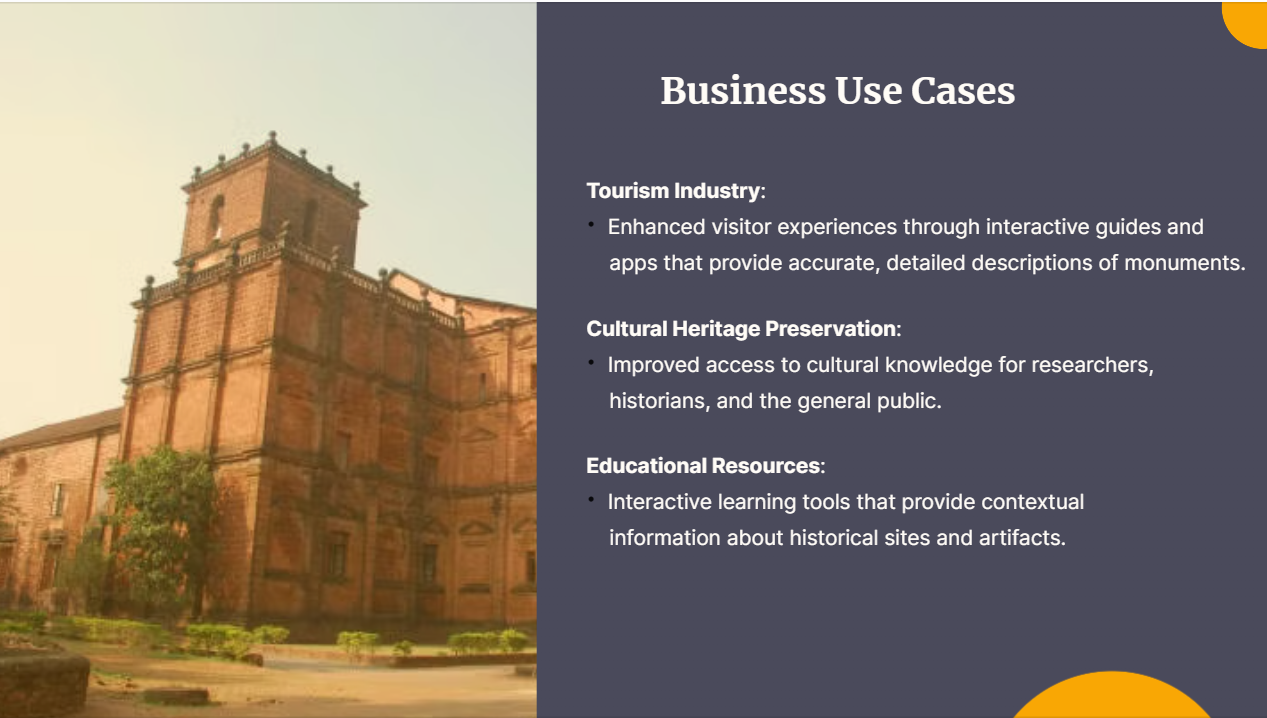 Business Use Cases
Tourism Industry:
• Enhanced visitor experiences through interactive guides and
apps that provide accurate, detailed descriptions of monuments.
Cultural Heritage Preservation:
• Improved access to cultural knowledge for researchers,
historians, and the general public.
Educational Resources:
• Interactive learning tools that provide contextual
information about historical sites and artifacts.